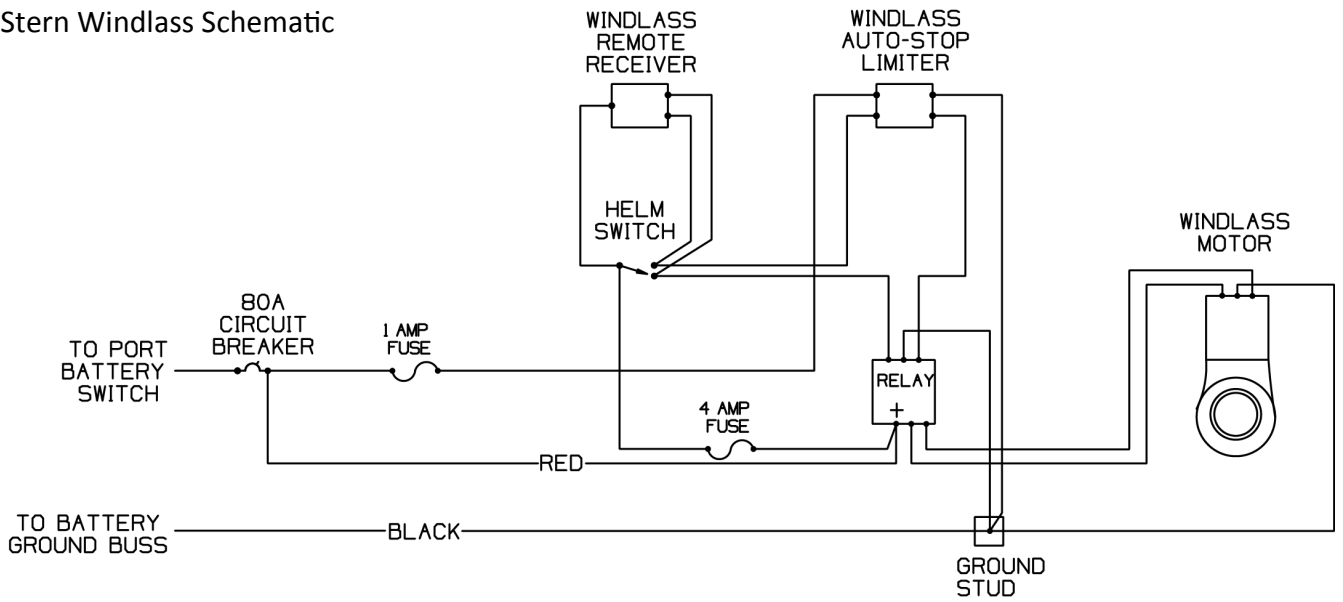 Stern Windlass Schematic
WINDLASS
REMOTE
RECEIVER
WINDLASS
AUTO-STOP
LIMITER
HELM
SWITCH
WINDLASS
MOTOR
80A
CIRCUIT
BREAKER
1 AMP
FUSE
TO PORT
BATTERY
SWITCH
RELAY
+
4 AMP
FUSE
RED
TO BATTERY
GROUND BUSS
BLACK
GROUND
STUD